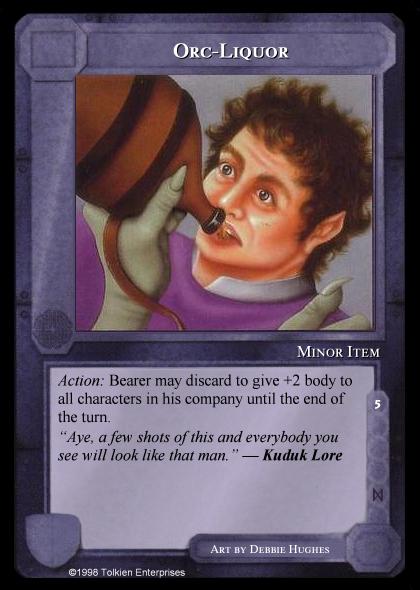 Orc-Liquor
Minor Item
Action: Bearer may discard to give +2 body to
all characters in his company until the end of
the turn.
“Aye, a few shots of this and everybody you
see will look like that man.” — Kuduk Lore
5
Art by Debbie Hughes
©1998 Tolkien Enterprises